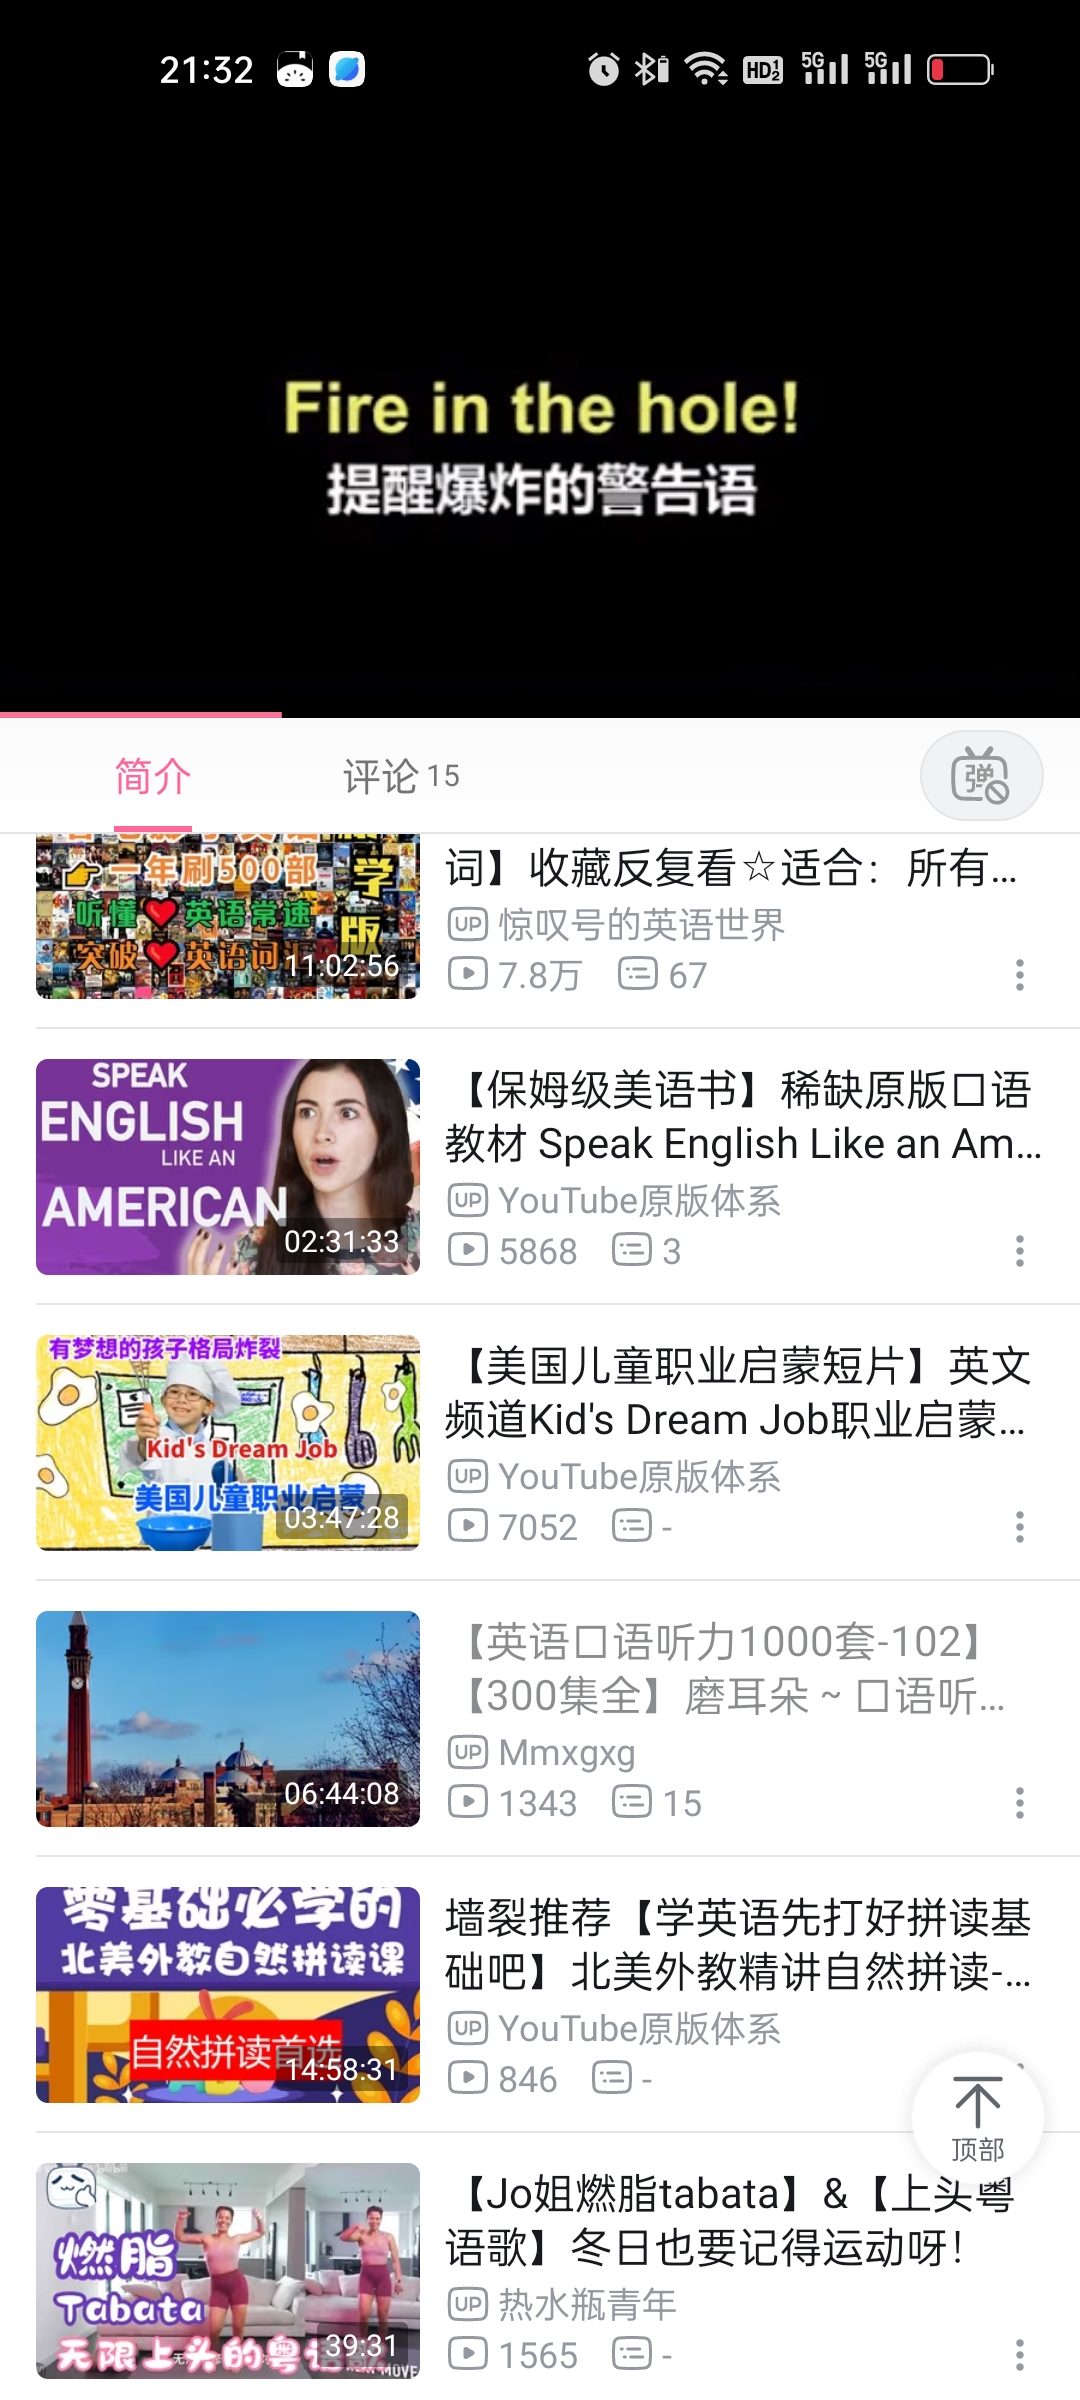 21:32
HD 1 2
5G
5G
Fire in the hole!
提醒爆炸的警告语
简介
评论 15
弹
一年刷500部
学
听懂 英语常速
版
突破 英语词汇
11:02:56
词】收藏反复看☆适合：所有...
UP 惊叹号的英语世界
7.8万 67
SPEAK
ENGLISH
LIKE AN
AMERICAN
02:31:33
【保姆级美语书】稀缺原版口语
教材 Speak English Like an Am...
UP YouTube原版体系
5868 3
有梦想的孩子格局炸裂
Kid's Dream Job
美国儿童职业启蒙
03:47:28
【美国儿童职业启蒙短片】英文
频道Kid's Dream Job职业启蒙...
UP YouTube原版体系
7052 -
06:44:08
【英语口语听力1000套-102】
【300集全】磨耳朵 ~ 口语听...
UP Mmxgxg
1343 15
零基础必学的
北美外教自然拼读课
自然拼读首选
14:58:31
墙裂推荐【学英语先打好拼读基
础吧】北美外教精讲自然拼读-...
UP YouTube原版体系
846 -
顶部
燃脂
Tabata
无限上头的粤语
39:31
【Jo姐燃脂tabata】&【上头粤
语歌】冬日也要记得运动呀！
UP 热水瓶青年
1565 -